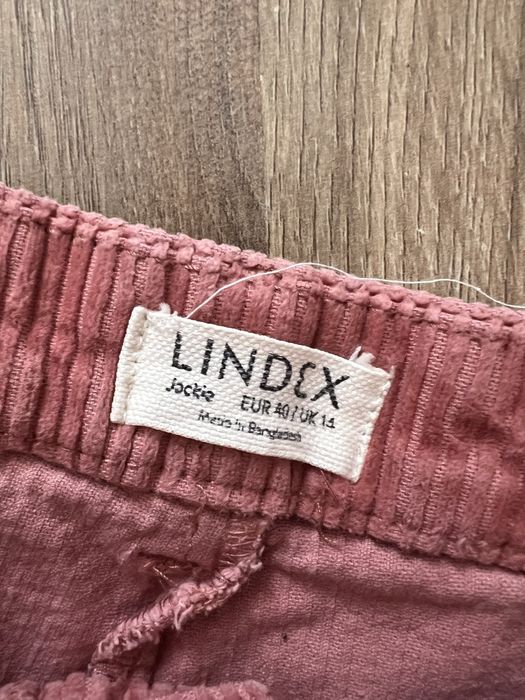 LINDEX
Jackie EUR 40 / UK 14
Made in Bangladesh